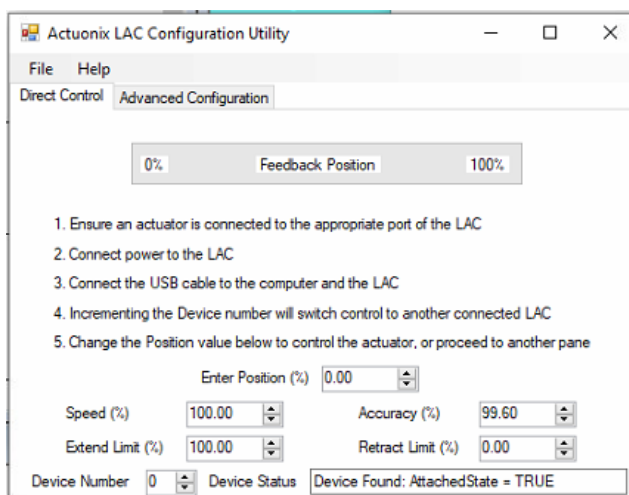 Actuonix LAC Configuration Utility
File Help
Direct Control Advanced Configuration
0% Feedback Position 100%
1. Ensure an actuator is connected to the appropriate port of the LAC
2. Connect power to the LAC
3. Connect the USB cable to the computer and the LAC
4. Incrementing the Device number will switch control to another connected LAC
5. Change the Position value below to control the actuator, or proceed to another pane
Enter Position (%) 0.00
Speed (%) 100.00 Accuracy (%) 99.60
Extend Limit (%) 100.00 Retract Limit (%) 0.00
Device Number 0 Device Status Device Found: AttachedState = TRUE